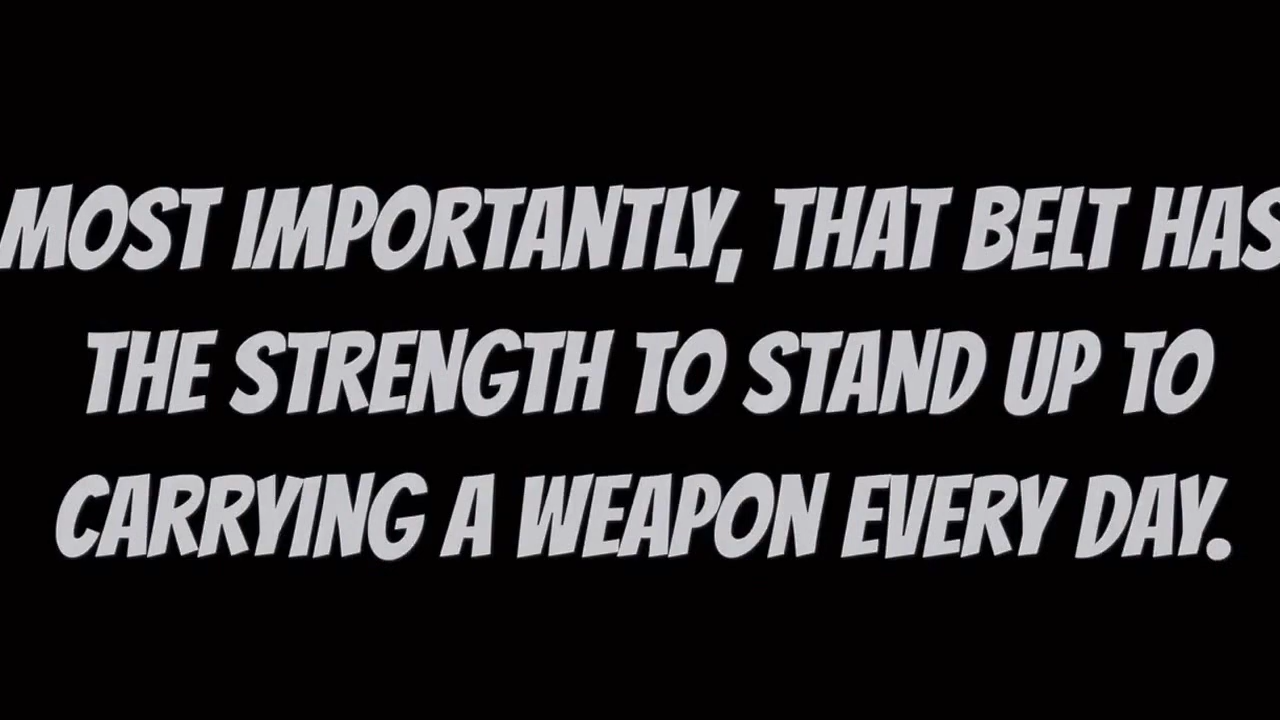 MOST IMPORTANTLY, THAT BELT HAS
THE STRENGTH TO STAND UP TO
CARRYING A WEAPON EVERY DAY.